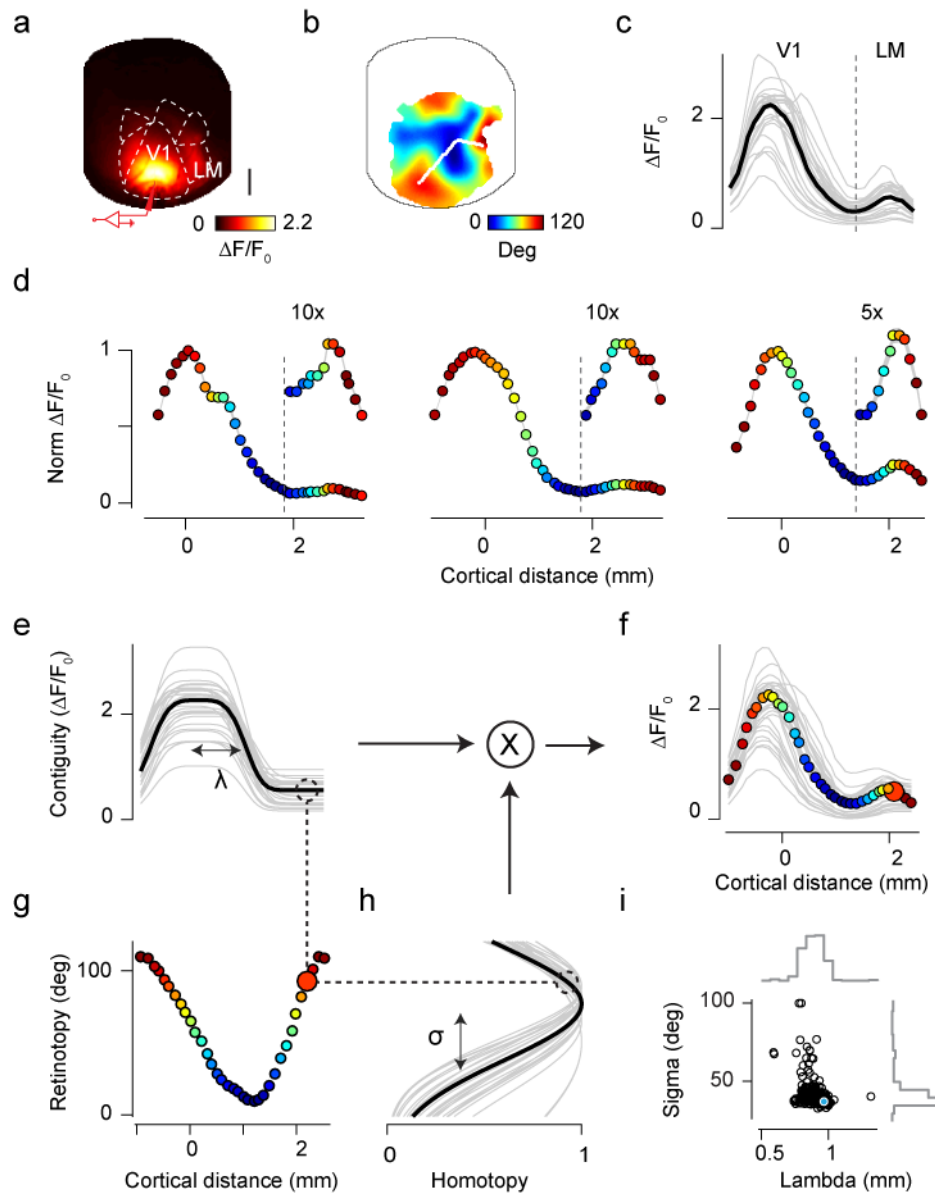 a
b
c
V1
LM
V1
LM
0
2.2
ΔF/F0
0
120
Deg
ΔF/F0
2
0
d
10x
10x
5x
Norm ΔF/F0
1
0
0
2
0
2
0
2
Cortical distance (mm)
e
f
Contiguity (ΔF/F0)
2
0
λ
X
ΔF/F0
2
0
0
2
Cortical distance (mm)
g
h
i
Retinotopy (deg)
100
0
0
2
Cortical distance (mm)
σ
0
1
Homotopy
Sigma (deg)
100
50
0.5
1
Lambda (mm)